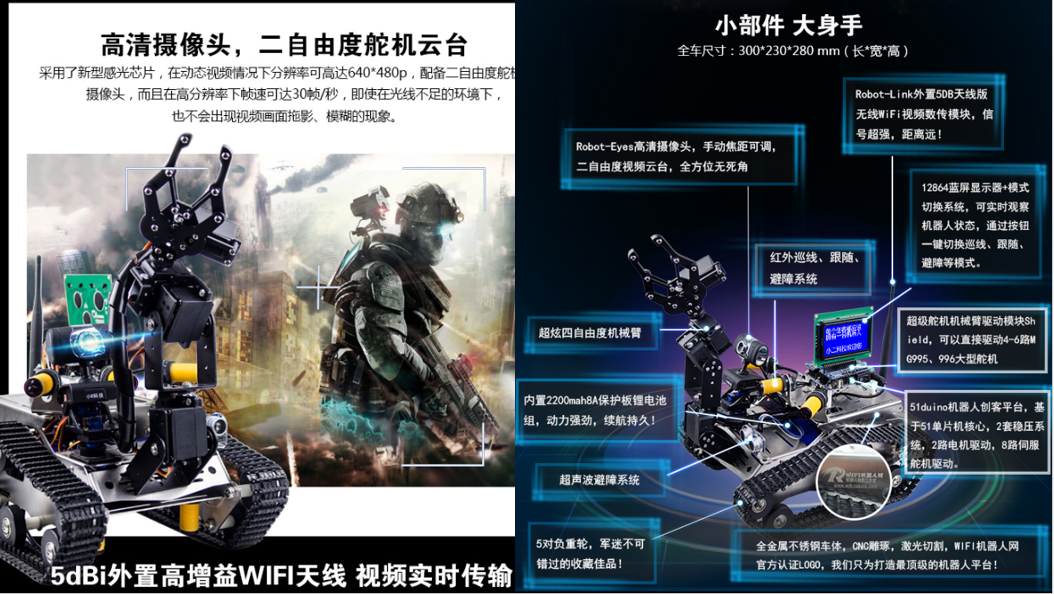 高清摄像头，二自由度舵机云台
采用了新型感光芯片，在动态视频情况下分辨率可高达640*480p，配备二自由度舵机
摄像头，而且在高分辨率下帧速可达30帧/秒，即使在光线不足的环境下，
也不会出现视频画面拖影、模糊的现象。
5dBi外置高增益WIFI天线 视频实时传输
小部件 大身手
全车尺寸：300*230*280 mm（长*宽*高）
Robot-Link外置5DB天线版
无线WiFi视频数传模块，信
号超强，距离远！
Robot-Eyes高清摄像头，手动焦距可调，
二自由度视频云台，全方位无死角
12864蓝屏显示器+模式
切换系统，可实时观察
机器人状态，通过按钮
一键切换巡线、跟随、
避障等模式。
红外巡线、跟随、
避障系统
超炫四自由度机械臂
超级舵机机械臂驱动模块Sh
ield，可以直接驱动4-6路M
G995、996大型舵机
内置2200mah8A保护板锂电池
组，动力强劲，续航持久！
51duino机器人创客平台，基
于51单片机核心，2套稳压系
统，2路电机驱动，8路伺服
舵机驱动。
超声波避障系统
WIFI机器人网
5对负重轮，军迷不可
错过的收藏佳品！
全金属不锈钢车体，CNC雕琢，激光切割，WIFI机器人网
官方认证LOGO，我们只为打造最顶级的机器人平台！